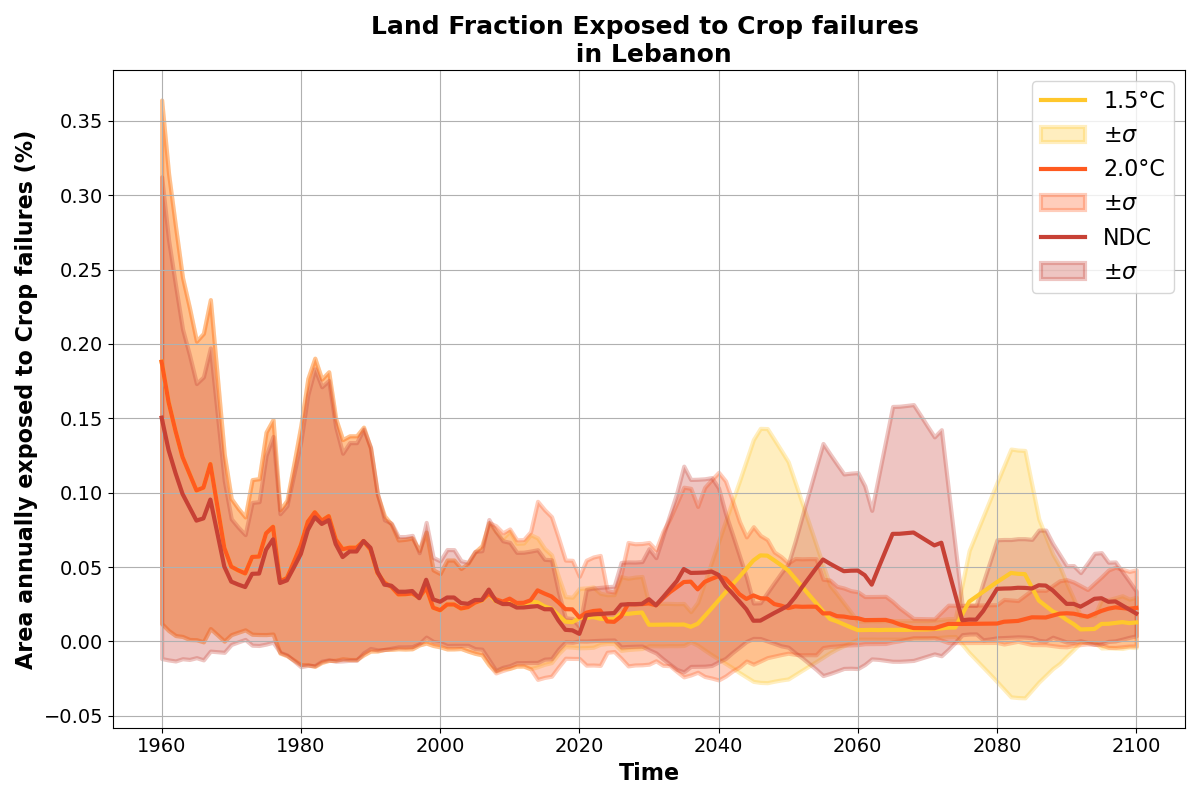 Land Fraction Exposed to Crop failures
in Lebanon
Area annually exposed to Crop failures (%)
0.35
0.30
0.25
0.20
0.15
0.10
0.05
0.00
−0.05
1.5°C
±σ
2.0°C
±σ
NDC
±σ
1960 1980 2000 2020 2040 2060 2080 2100
Time